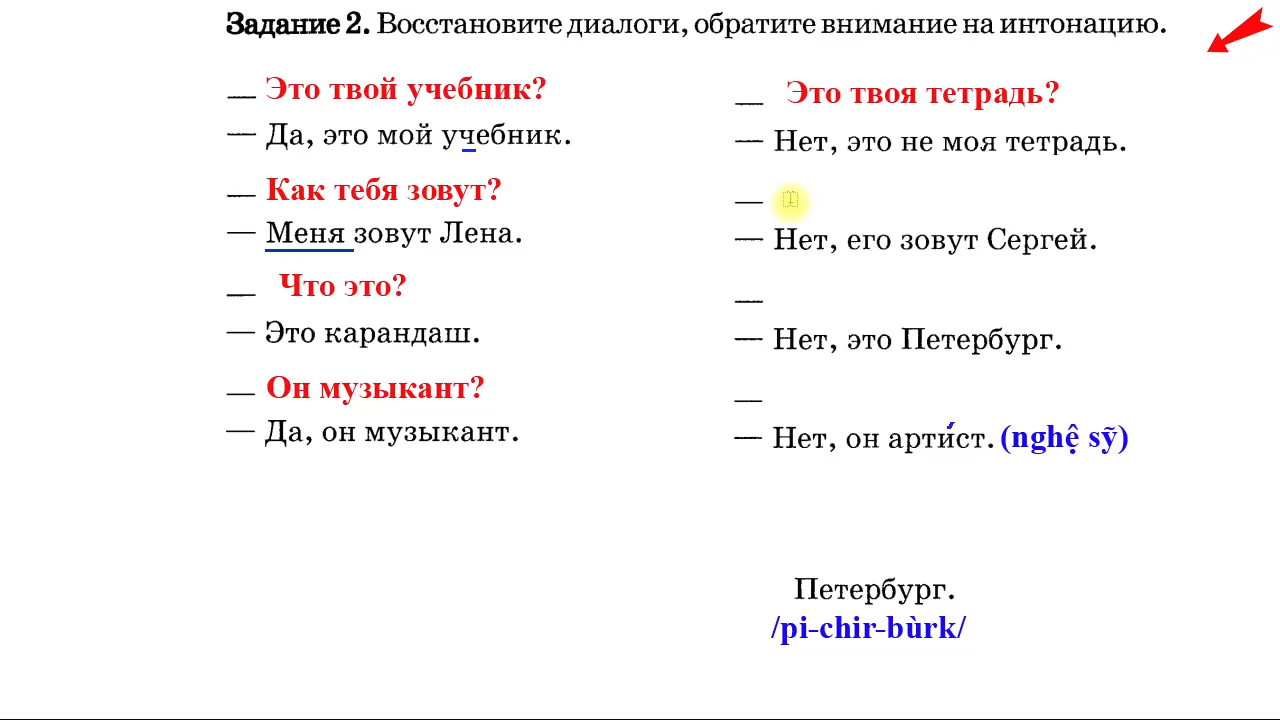 Задание 2. Восстановите диалоги, обратите внимание на интонацию.
— Это твой учебник?
— Да, это мой учебник.
— Как тебя зовут?
— Меня зовут Лена.
— Что это?
— Это карандаш.
— Он музыкант?
— Да, он музыкант.
— Это твоя тетрадь?
— Нет, это не моя тетрадь.
—
— Нет, его зовут Сергей.
—
— Нет, это Петербург.
—
— Нет, он арти́ст. (nghệ sỹ)
Петербург.
/pi-chir-bùrk/